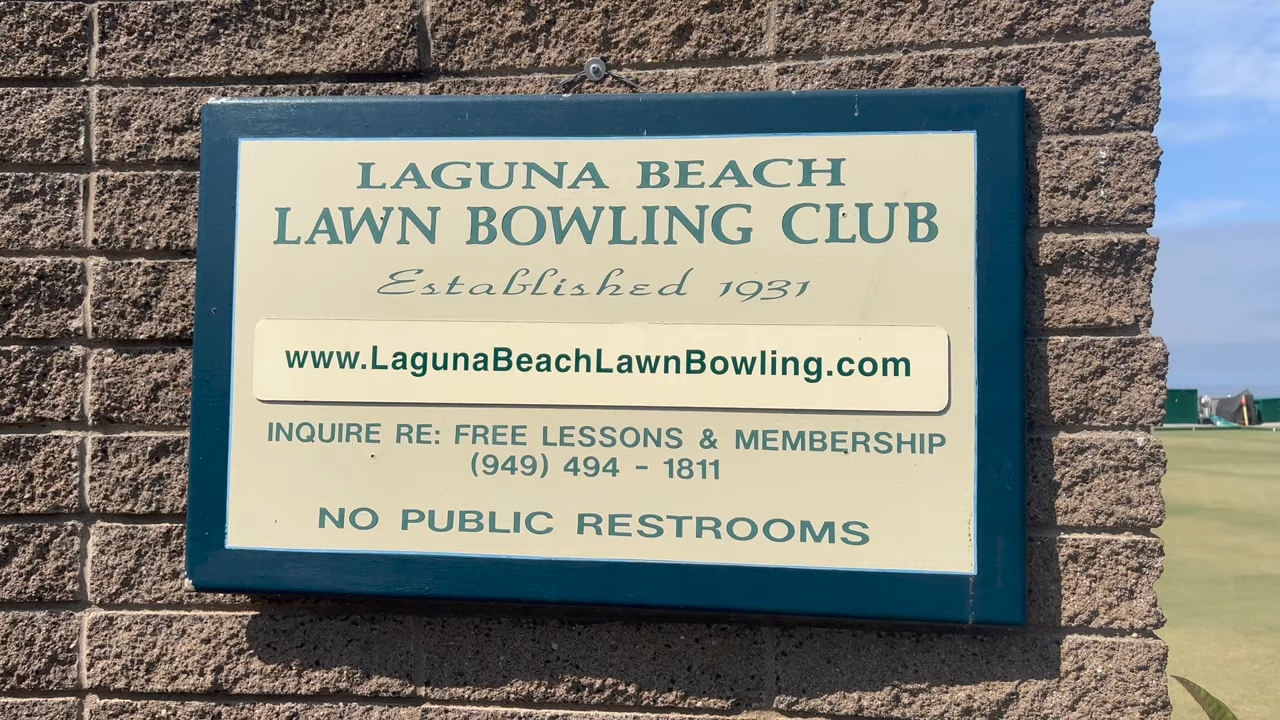 LAGUNA BEACH
LAWN BOWLING CLUB
Established 1931
www.LagunaBeachLawnBowling.com
INQUIRE RE: FREE LESSONS & MEMBERSHIP
(949) 494 - 1811
NO PUBLIC RESTROOMS